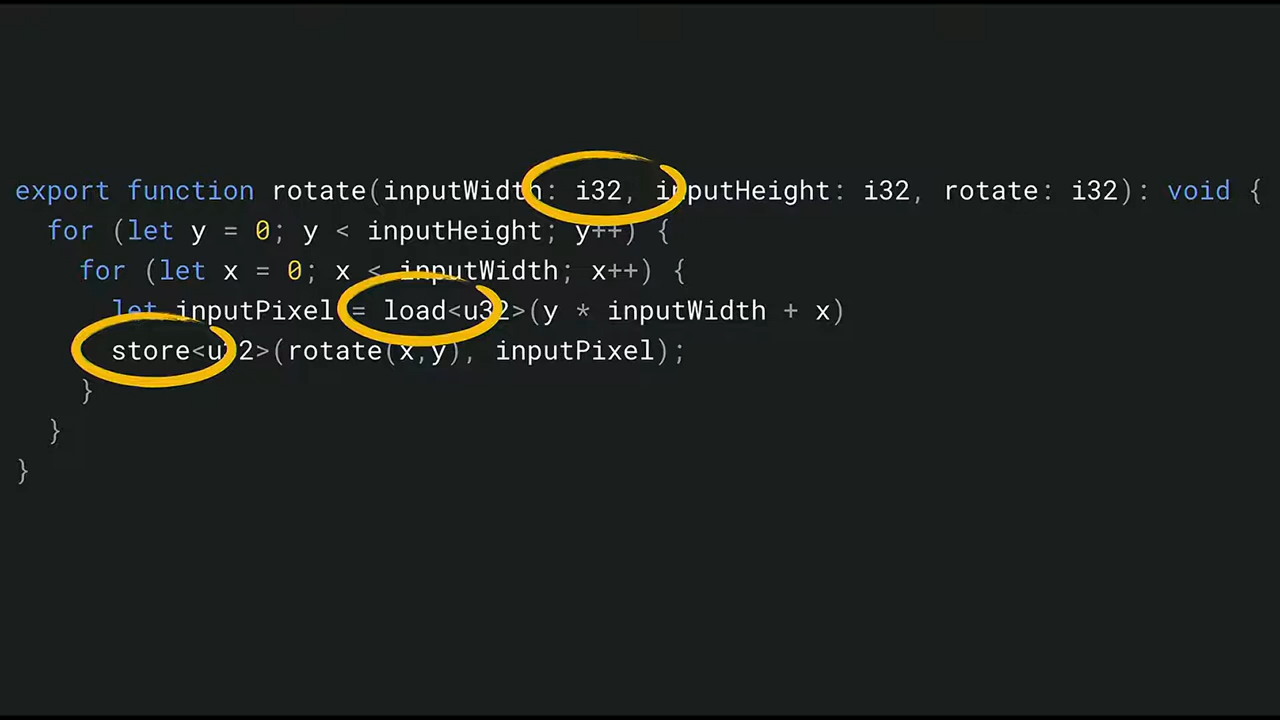 export function rotate(inputWidth: i32, inputHeight: i32, rotate: i32): void {
for (let y = 0; y < inputHeight; y++) {
for (let x = 0; x < inputWidth; x++) {
let inputPixel = load<u32>(y * inputWidth + x)
store<u32>(rotate(x,y), inputPixel);
}
}
}